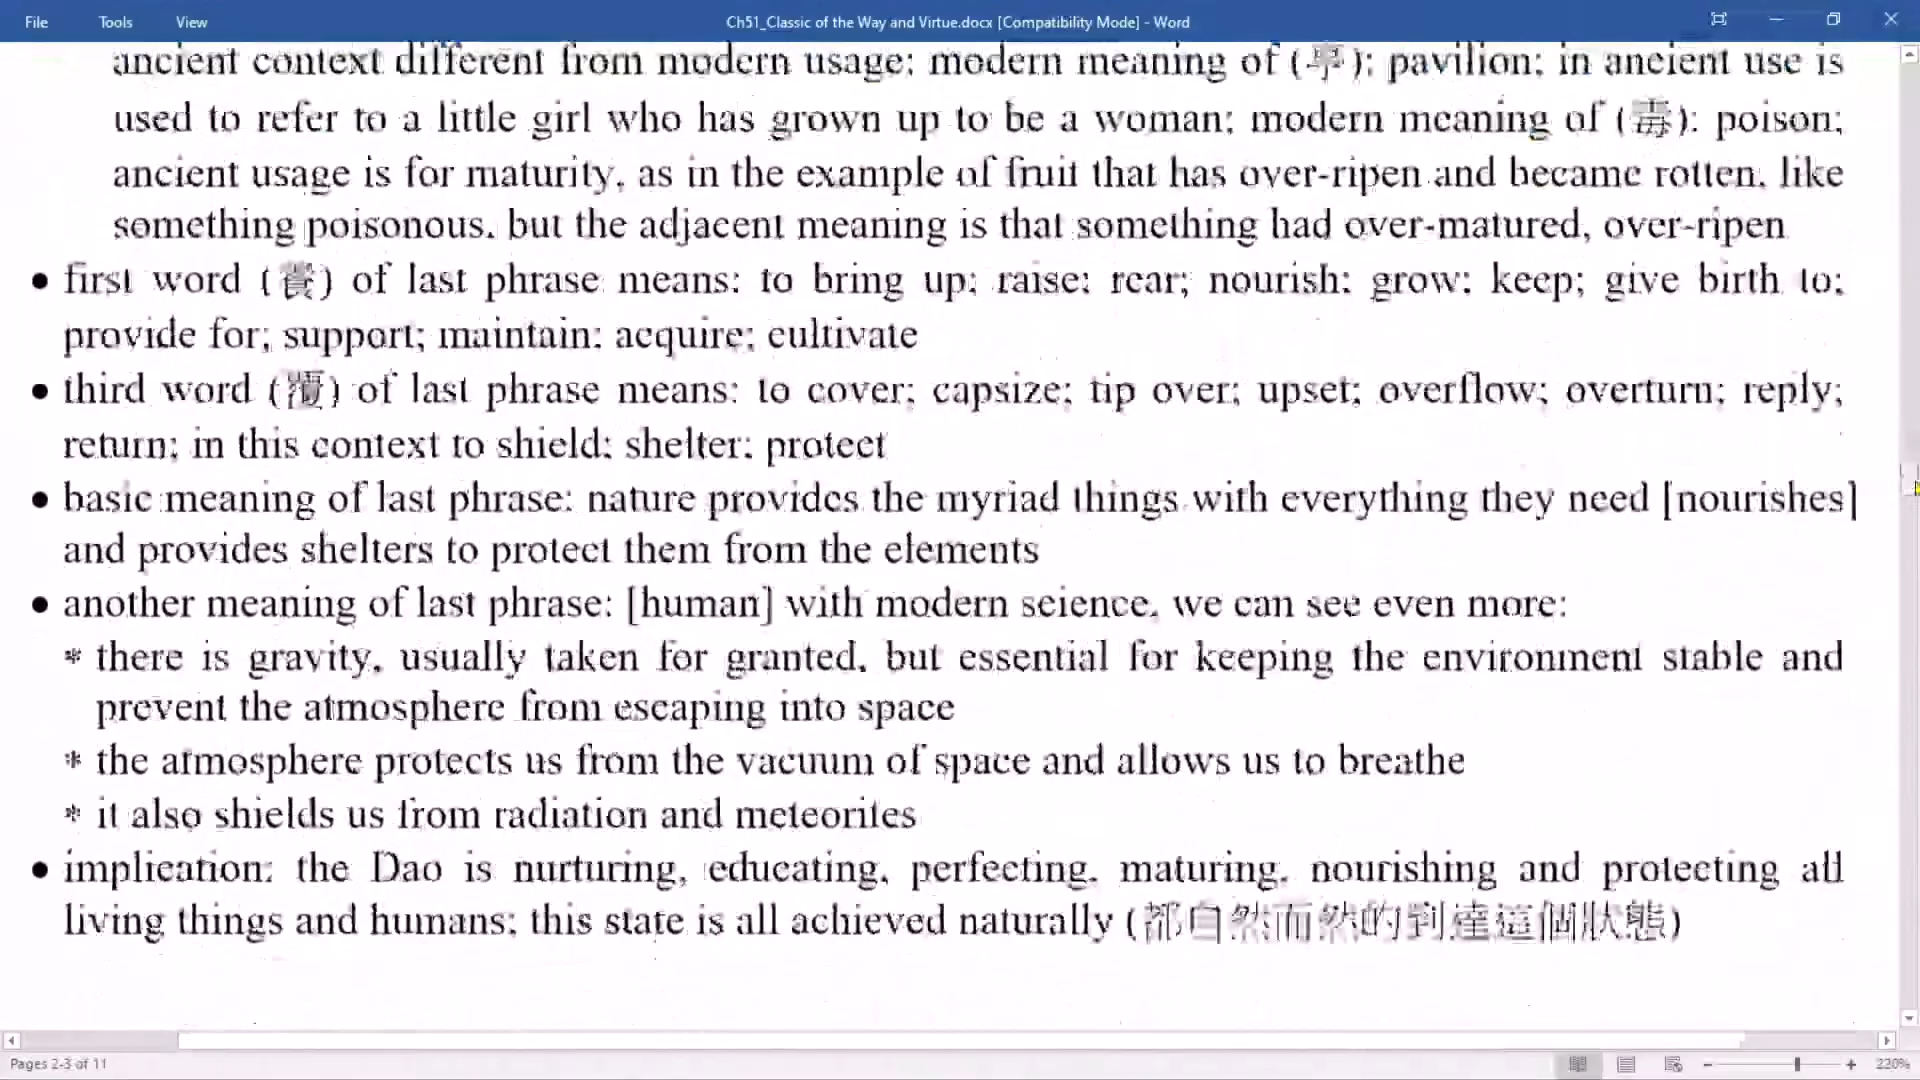 File Tools View Ch51_Classic of the Way and Virtue.docx [Compatibility Mode] - Word
ancient context different from modern usage; modern meaning of (亭): pavilion; in ancient use is
used to refer to a little girl who has grown up to be a woman; modern meaning of (毒): poison;
ancient usage is for maturity, as in the example of fruit that has over-ripen and became rotten, like
something poisonous, but the adjacent meaning is that something had over-matured, over-ripen
● first word (養) of last phrase means: to bring up; raise; rear; nourish; grow; keep; give birth to;
provide for; support; maintain; acquire; cultivate
● third word (覆) of last phrase means: to cover; capsize; tip over; upset; overflow; overturn; reply;
return; in this context to shield; shelter; protect
● basic meaning of last phrase: nature provides the myriad things with everything they need [nourishes]
and provides shelters to protect them from the elements
● another meaning of last phrase: [human] with modern science, we can see even more:
* there is gravity, usually taken for granted, but essential for keeping the environment stable and
prevent the atmosphere from escaping into space
* the atmosphere protects us from the vacuum of space and allows us to breathe
* it also shields us from radiation and meteorites
● implication: the Dao is nurturing, educating, perfecting, maturing, nourishing and protecting all
living things and humans; this state is all achieved naturally (都自然而然的到達這個狀態)
Pages 2-3 of 11 220%